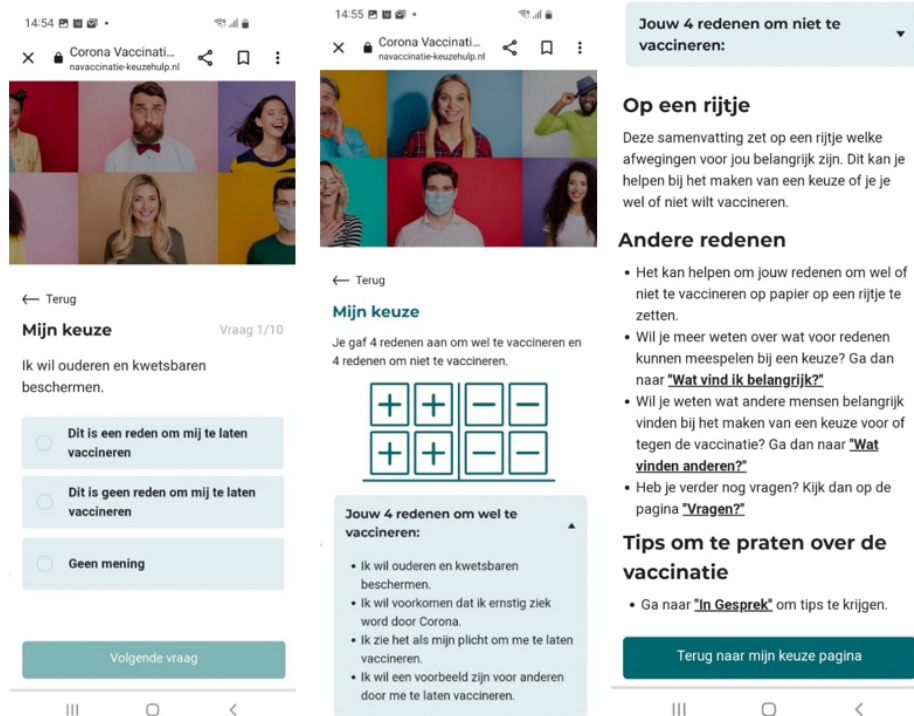 14:54
Corona Vaccinati...
navaccinatie-keuzehulp.nl
← Terug
Mijn keuze
Vraag 1/10
Ik wil ouderen en kwetsbaren
beschermen.
Dit is een reden om mij te laten
vaccineren
Dit is geen reden om mij te laten
vaccineren
Geen mening
Volgende vraag
14:55
Corona Vaccinati...
navaccinatie-keuzehulp.nl
← Terug
Mijn keuze
Je gaf 4 redenen aan om wel te vaccineren en
4 redenen om niet te vaccineren.
Jouw 4 redenen om wel te
vaccineren:
• Ik wil ouderen en kwetsbaren
beschermen.
• Ik wil voorkomen dat ik ernstig ziek
word door Corona.
• Ik zie het als mijn plicht om me te laten
vaccineren.
• Ik wil een voorbeeld zijn voor anderen
door me te laten vaccineren.
Jouw 4 redenen om niet te
vaccineren:
Op een rijtje
Deze samenvatting zet op een rijtje welke
afwegingen voor jou belangrijk zijn. Dit kan je
helpen bij het maken van een keuze of je je
wel of niet wilt vaccineren.
Andere redenen
• Het kan helpen om jouw redenen om wel of
niet te vaccineren op papier op een rijtje te
zetten.
• Wil je meer weten over wat voor redenen
kunnen meespelen bij een keuze? Ga dan
naar "Wat vind ik belangrijk?"
• Wil je weten wat andere mensen belangrijk
vinden bij het maken van een keuze voor of
tegen de vaccinatie? Ga dan naar "Wat
vinden anderen?"
• Heb je verder nog vragen? Kijk dan op de
pagina "Vragen?"
Tips om te praten over de
vaccinatie
• Ga naar "In Gesprek" om tips te krijgen.
Terug naar mijn keuze pagina